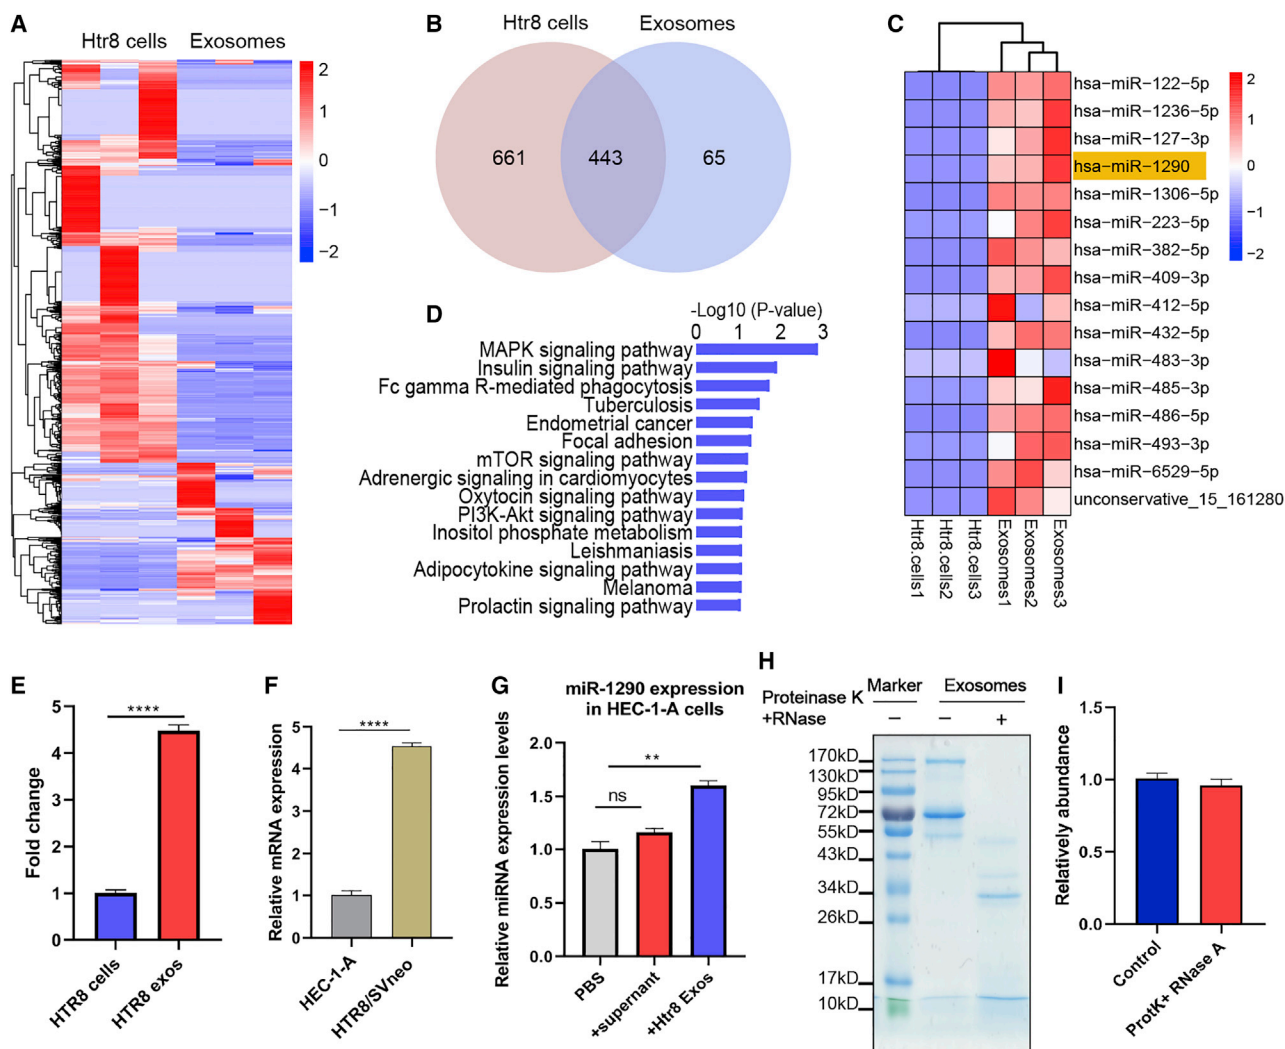 A
Htr8 cells Exosomes
2
1
0
−1
−2
B
Htr8 cells Exosomes
661 443 65
C
hsa−miR−122−5p
hsa−miR−1236−5p
hsa−miR−127−3p
hsa−miR−1290
hsa−miR−1306−5p
hsa−miR−223−5p
hsa−miR−382−5p
hsa−miR−409−3p
hsa−miR−412−5p
hsa−miR−432−5p
hsa−miR−483−3p
hsa−miR−485−3p
hsa−miR−486−5p
hsa−miR−493−3p
hsa−miR−6529−5p
unconservative_15_161280
Htr8.cells1
Htr8.cells2
Htr8.cells3
Exosomes1
Exosomes2
Exosomes3
2
1
0
−1
−2
D
-Log10 (P-value)
0 1 2 3
MAPK signaling pathway
Insulin signaling pathway
Fc gamma R-mediated phagocytosis
Tuberculosis
Endometrial cancer
Focal adhesion
mTOR signaling pathway
Adrenergic signaling in cardiomyocytes
Oxytocin signaling pathway
PI3K-Akt signaling pathway
Inositol phosphate metabolism
Leishmaniasis
Adipocytokine signaling pathway
Melanoma
Prolactin signaling pathway
E
Fold change
5
4
3
2
1
0
****
HTR8 cells
HTR8 exos
F
Relative mRNA expression
5
4
3
2
1
0
****
HEC-1-A
HTR8/SVneo
G
miR-1290 expression
in HEC-1-A cells
Relative miRNA expression levels
2.0
1.5
1.0
0.5
0.0
**
ns
PBS
+supernant
+Htr8 Exos
H
Proteinase K
+RNase
Marker Exosomes
− − +
170kD
130kD
95kD
72kD
55kD
43kD
34kD
26kD
17kD
10kD
I
Relatively abundance
1.5
1.0
0.5
0.0
Control
ProtK+ RNase A